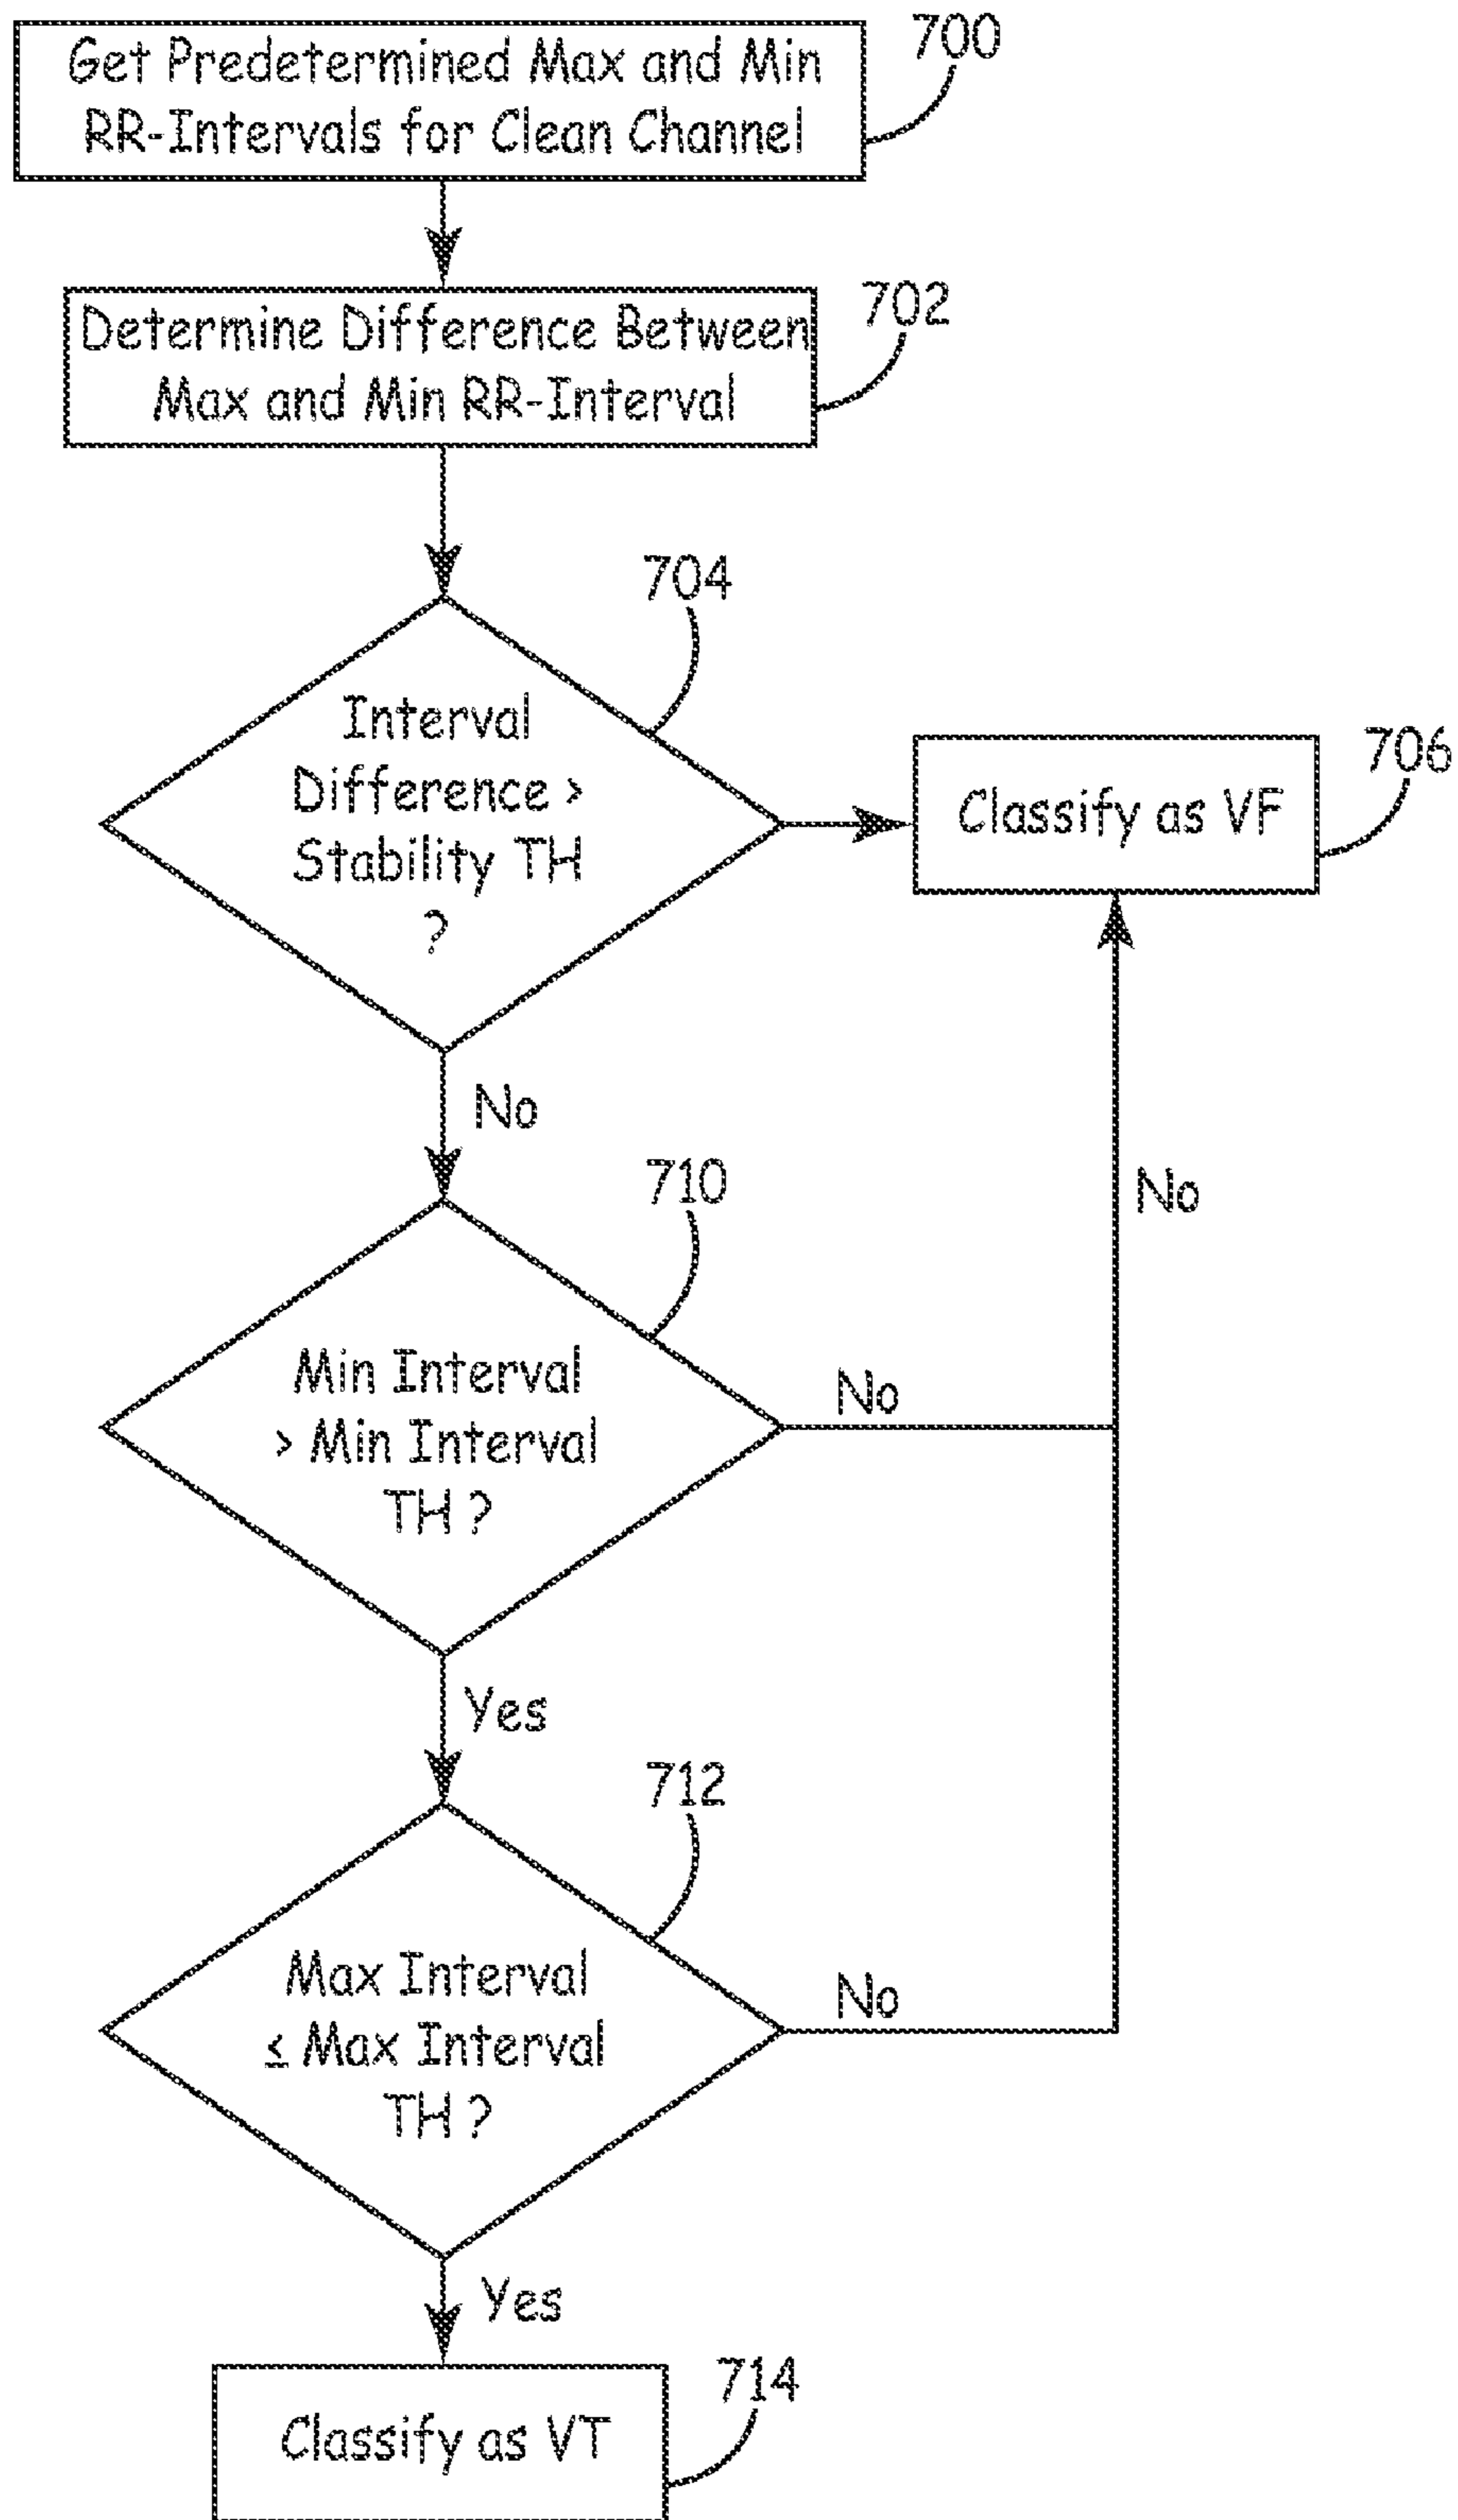 Get Predetermined Max and Min
RR-Intervals for Clean Channel
700
Determine Difference Between
Max and Min RR-Interval
702
704
Interval
Difference >
Stability TH
?
Classify as VF
706
No
710
No
Min Interval
> Min Interval
TH ?
No
Yes
712
Max Interval
≤ Max Interval
TH ?
No
Yes
714
Classify as VT